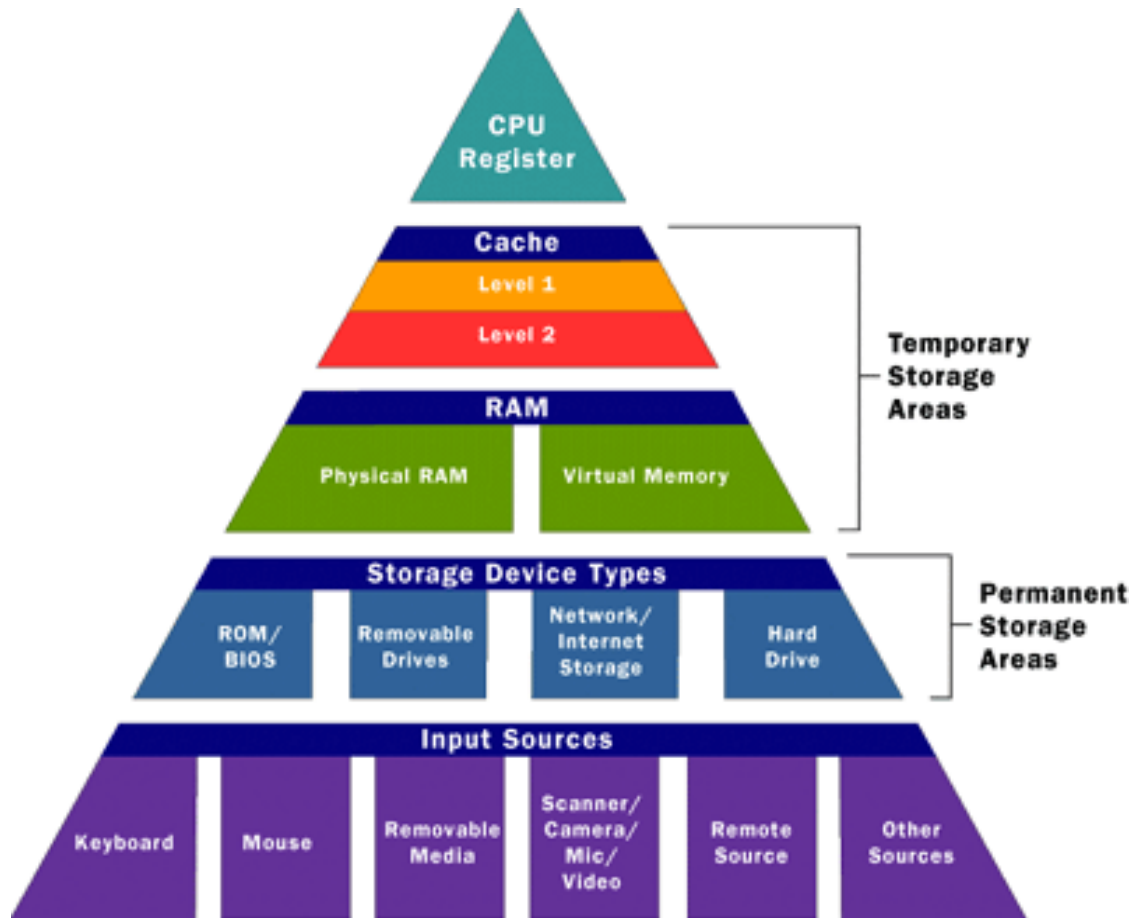 CPU
Register
Cache
Level 1
Level 2
Temporary
Storage
Areas
RAM
Physical RAM
Virtual Memory
Storage Device Types
ROM/
BIOS
Removable
Drives
Network/
Internet
Storage
Hard
Drive
Permanent
Storage
Areas
Input Sources
Keyboard
Mouse
Removable
Media
Scanner/
Camera/
Mic/
Video
Remote
Source
Other
Sources